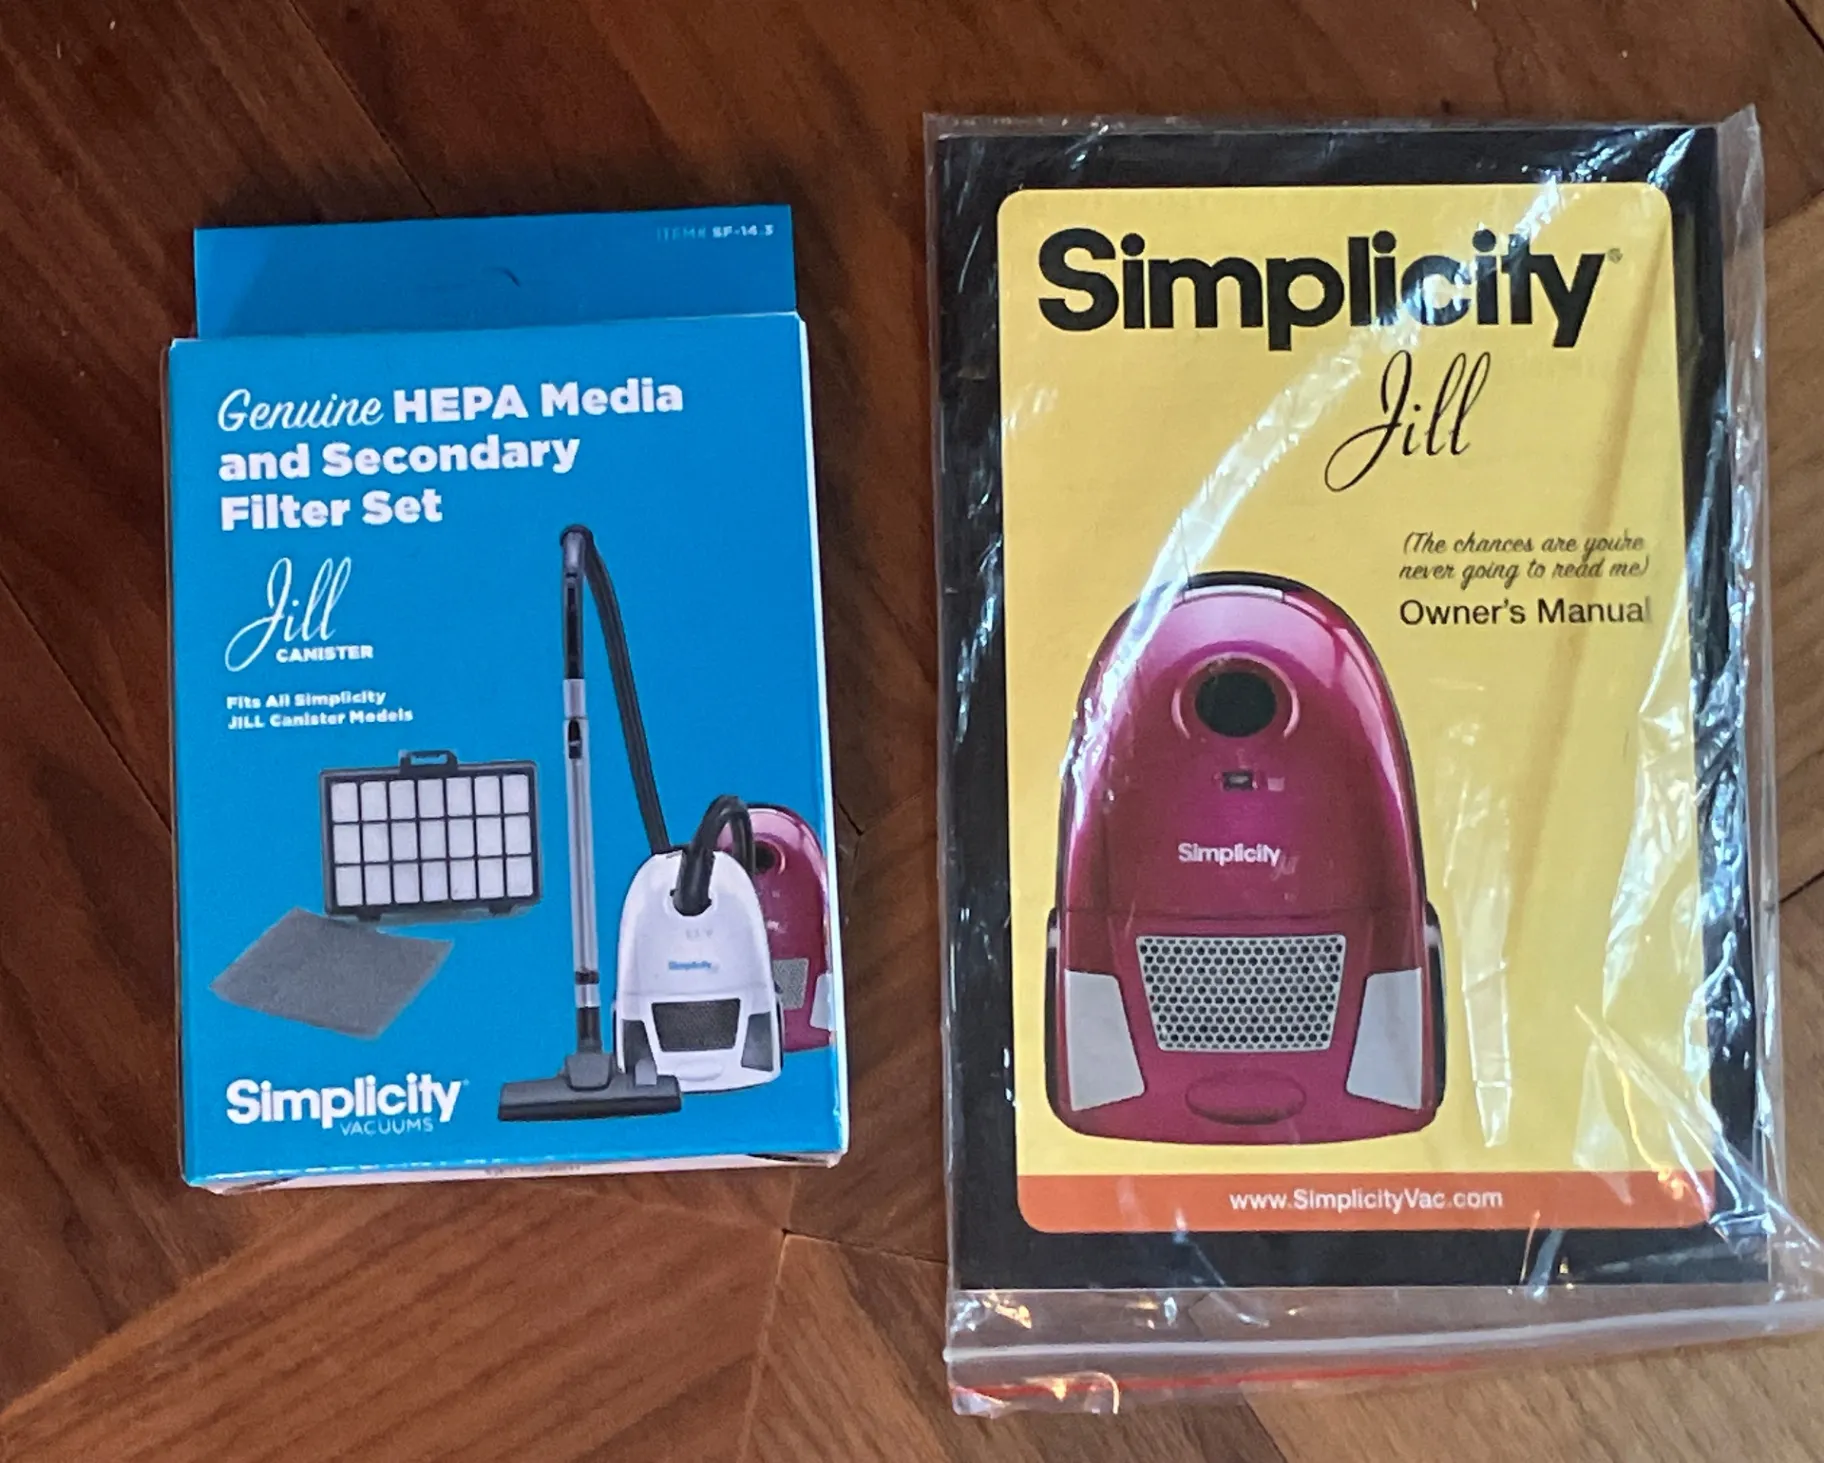 ITEM# SF-14.3
Genuine HEPA Media
and Secondary
Filter Set
Jill
CANISTER
Fits All Simplicity
JILL Canister Models
Simplicity
Simplicity
VACUUMS
Simplicity®
Jill
(The chances are you're
never going to read me)
Owner's Manual
Simplicity Jill
www.SimplicityVac.com